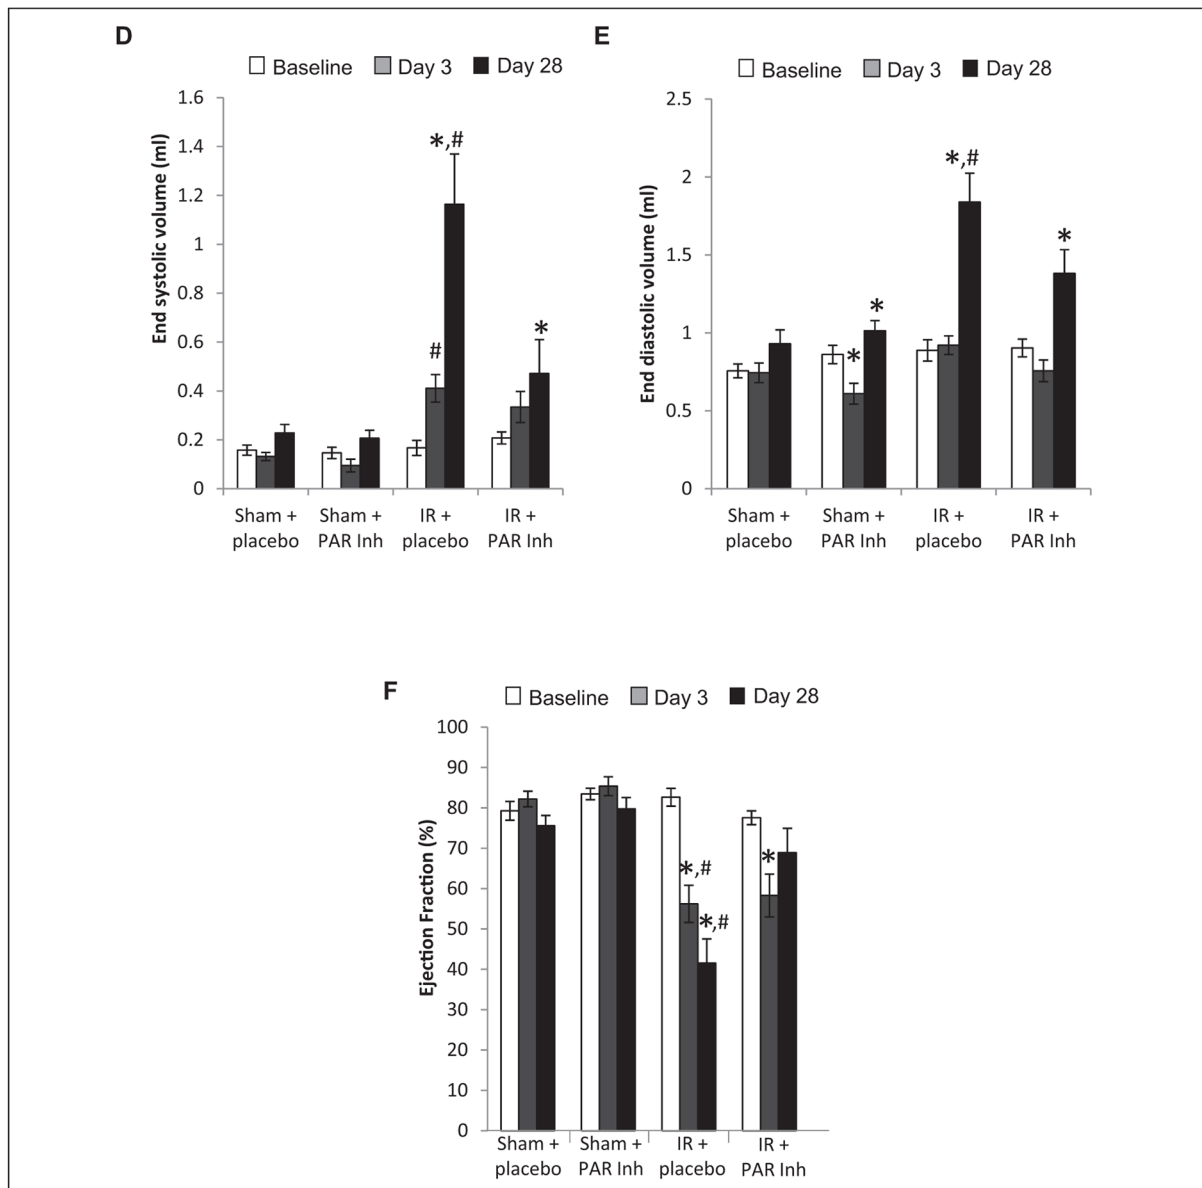 D
Baseline Day 3 Day 28
End systolic volume (ml)
1.6
1.4
1.2
1
0.8
0.6
0.4
0.2
0
*,#
#
*
Sham + placebo
Sham + PAR Inh
IR + placebo
IR + PAR Inh
E
Baseline Day 3 Day 28
End diastolic volume (ml)
2.5
2
1.5
1
0.5
0
*
*
*,#
*
Sham + placebo
Sham + PAR Inh
IR + placebo
IR + PAR Inh
F
Baseline Day 3 Day 28
Ejection Fraction (%)
100
90
80
70
60
50
40
30
20
10
0
*,#
*,#
*
Sham + placebo
Sham + PAR Inh
IR + placebo
IR + PAR Inh